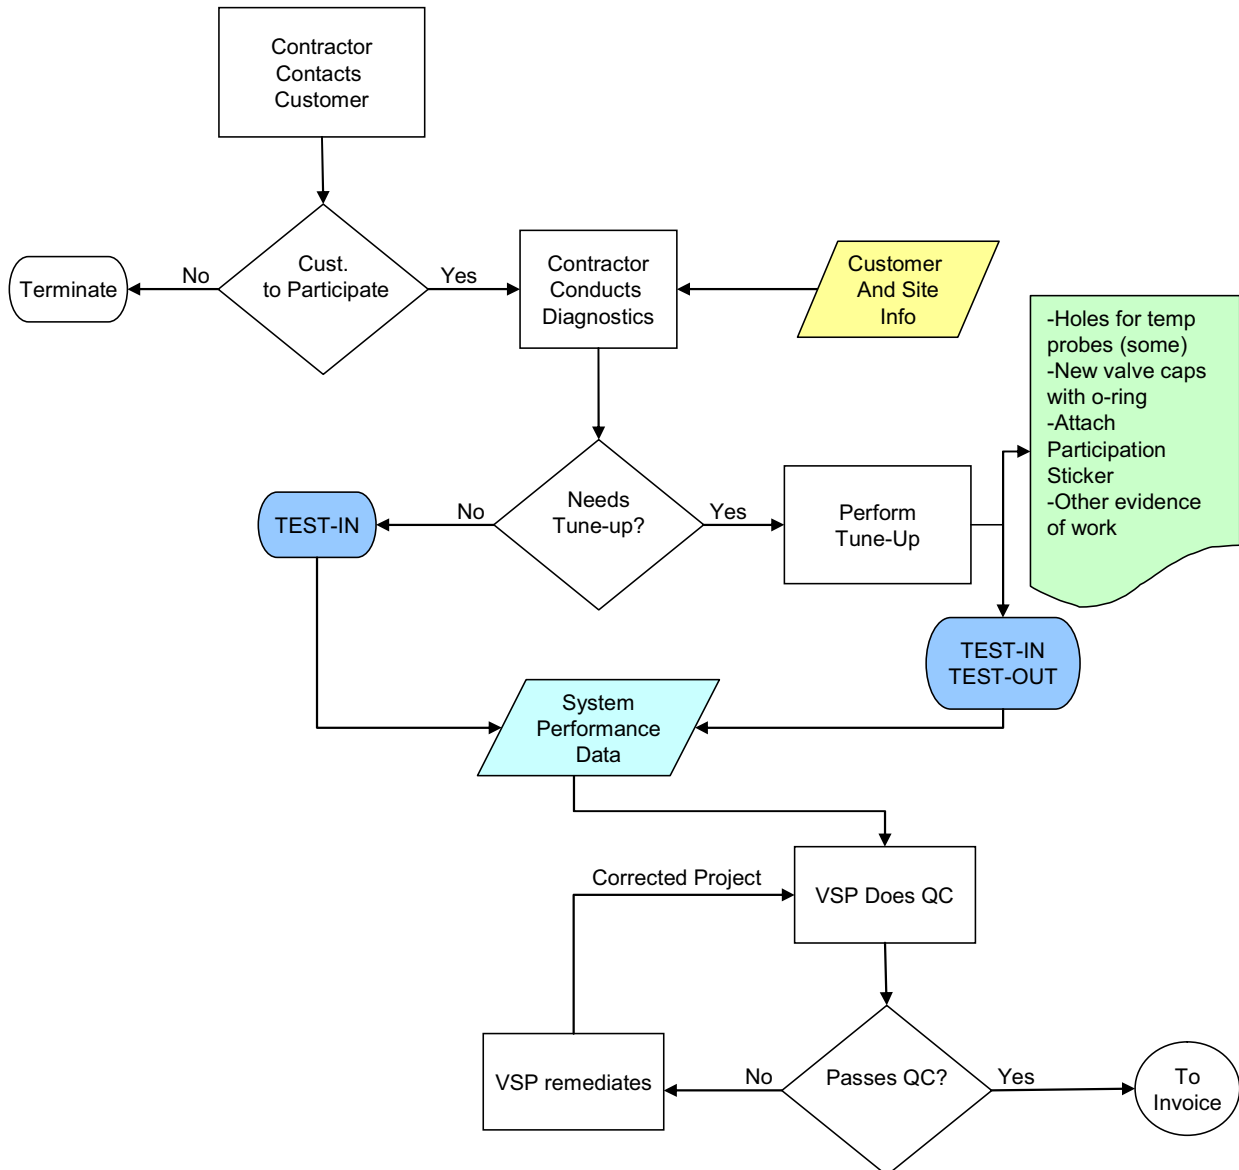 Contractor
Contacts
Customer
Cust.
to Participate
No
Terminate
Yes
Contractor
Conducts
Diagnostics
Customer
And Site
Info
-Holes for temp
probes (some)
-New valve caps
with o-ring
-Attach
Participation
Sticker
-Other evidence
of work
Needs
Tune-up?
No
TEST-IN
Yes
Perform
Tune-Up
TEST-IN
TEST-OUT
System
Performance
Data
Corrected Project
VSP Does QC
Passes QC?
No
VSP remediates
Yes
To
Invoice